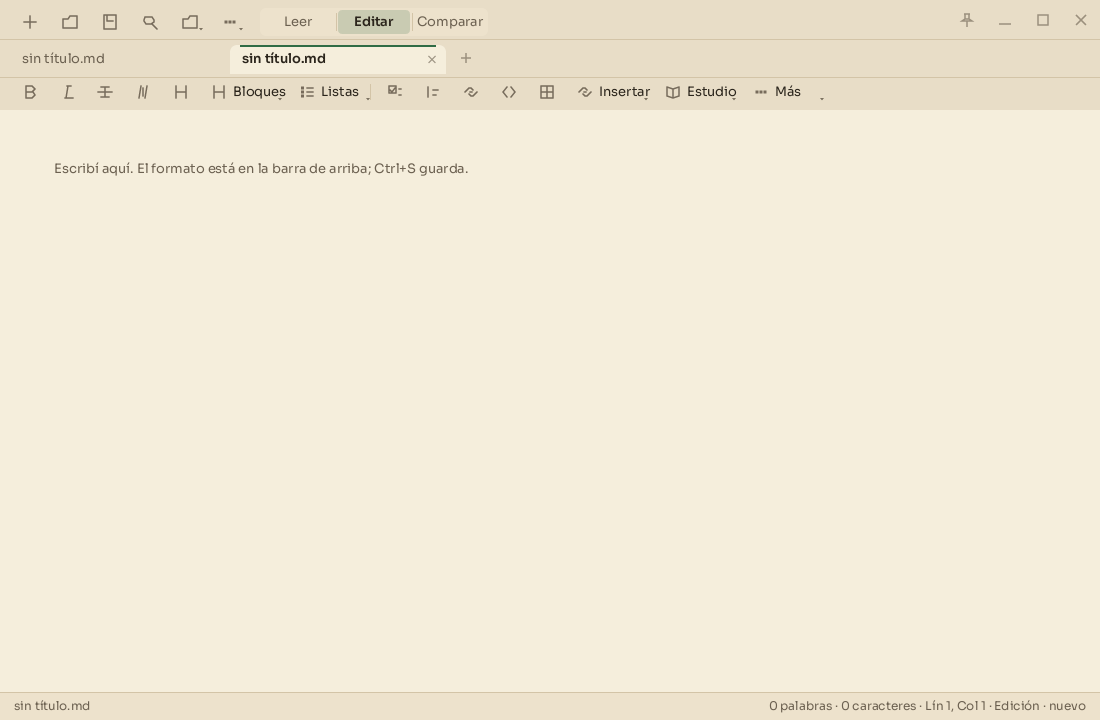 Leer Editar Comparar
sin título.md sin título.md
Bloques Listas Insertar Estudio Más
Escribí aquí. El formato está en la barra de arriba; Ctrl+S guarda.
sin título.md 0 palabras · 0 caracteres · Lín 1, Col 1 · Edición · nuevo